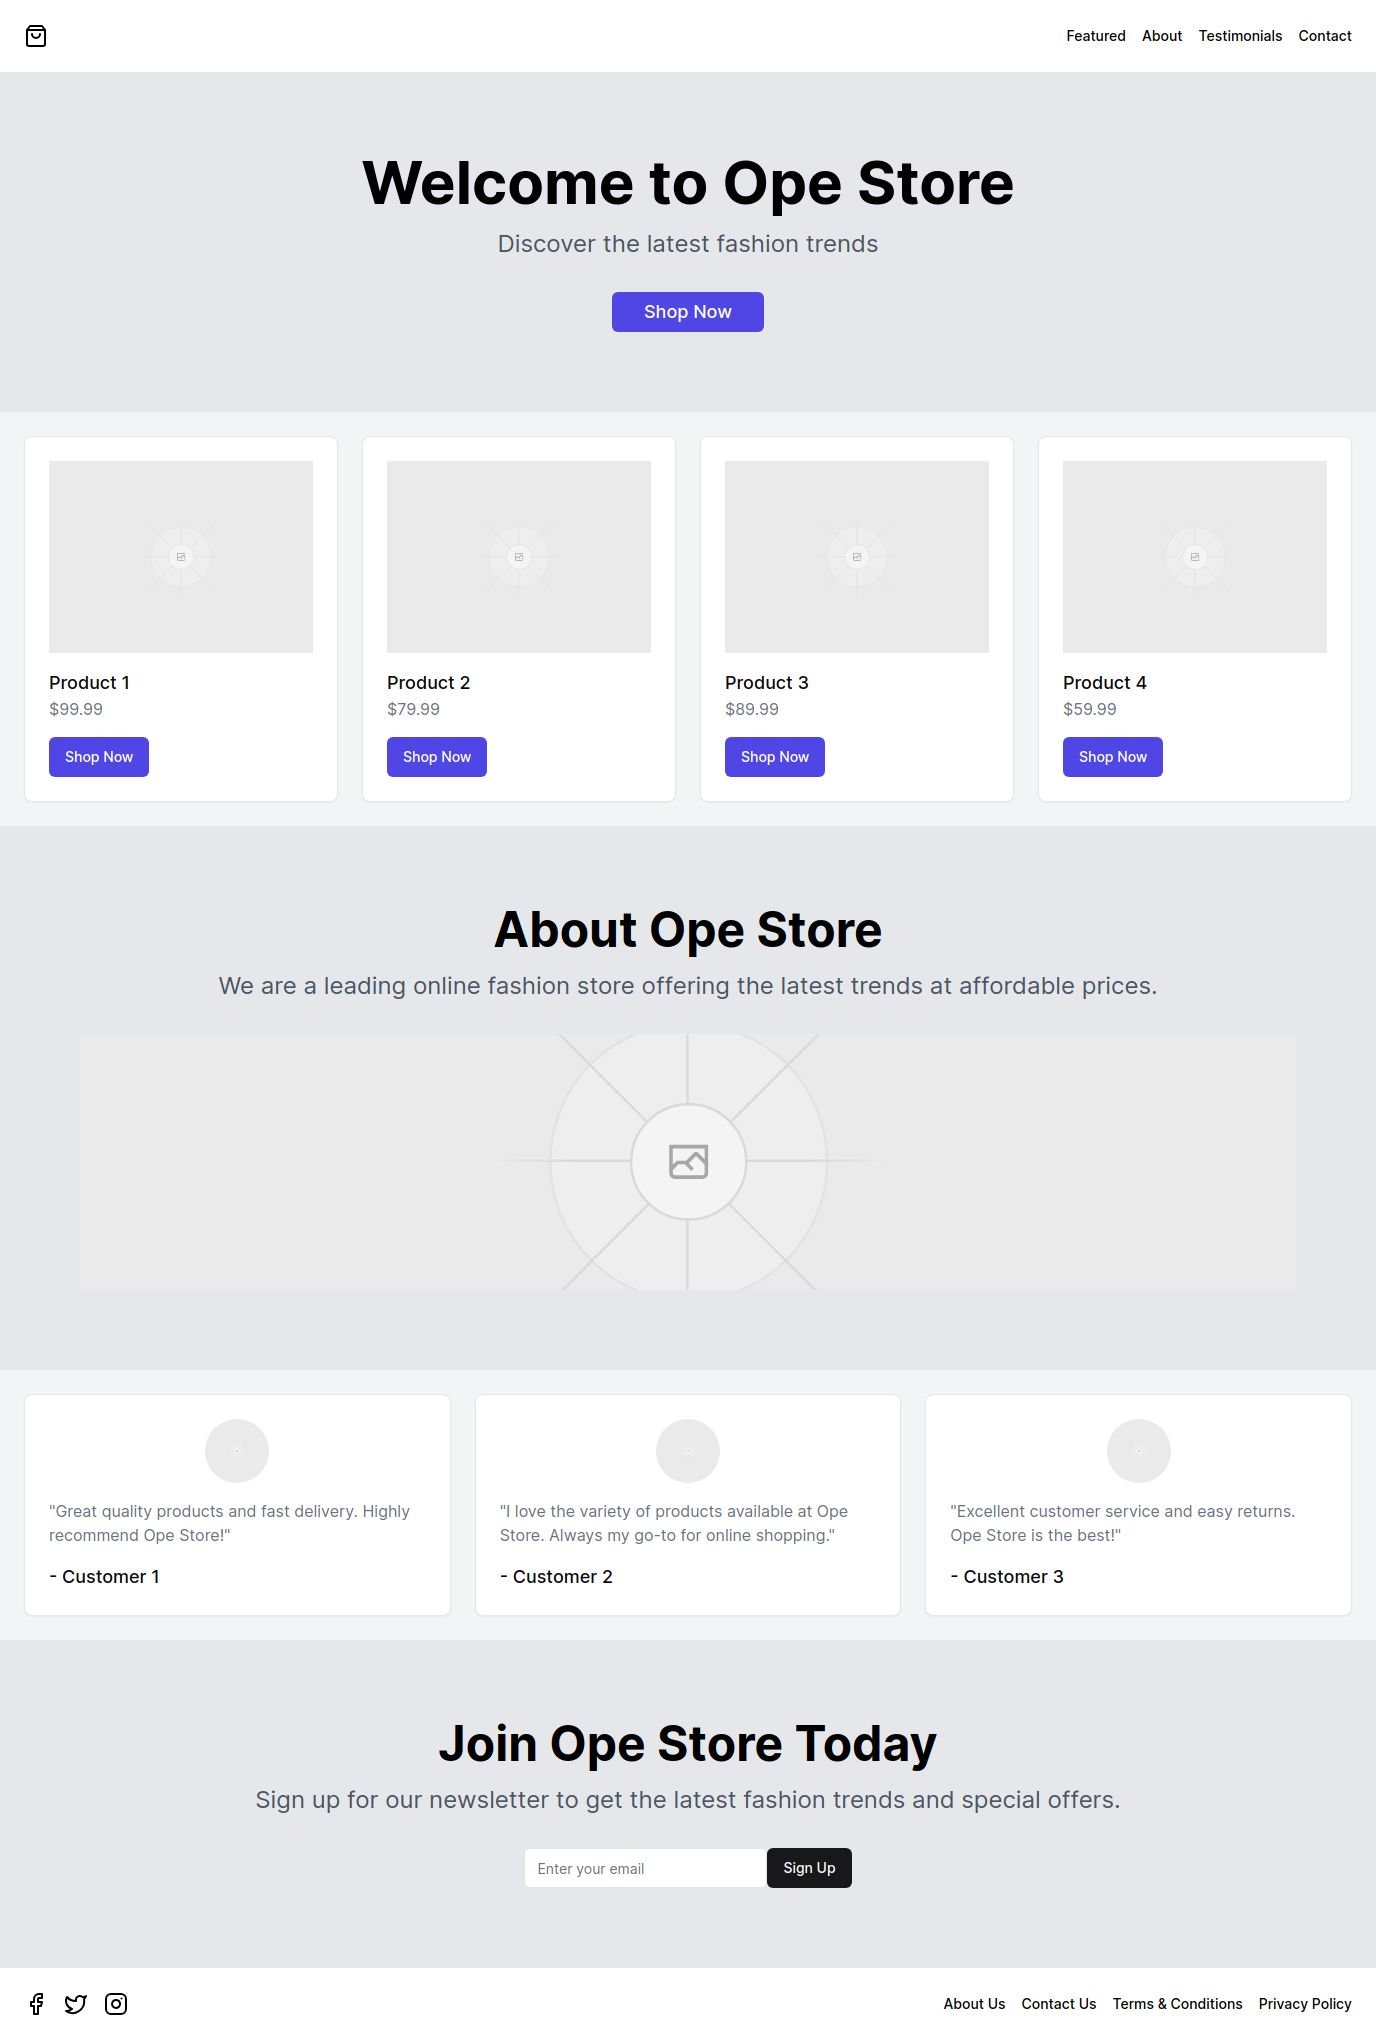 Featured About Testimonials Contact
Welcome to Ope Store
Discover the latest fashion trends
Shop Now
Product 1
$99.99
Shop Now
Product 2
$79.99
Shop Now
Product 3
$89.99
Shop Now
Product 4
$59.99
Shop Now
About Ope Store
We are a leading online fashion store offering the latest trends at affordable prices.
"Great quality products and fast delivery. Highly
recommend Ope Store!"
- Customer 1
"I love the variety of products available at Ope
Store. Always my go-to for online shopping."
- Customer 2
"Excellent customer service and easy returns.
Ope Store is the best!"
- Customer 3
Join Ope Store Today
Sign up for our newsletter to get the latest fashion trends and special offers.
Enter your email Sign Up
About Us Contact Us Terms & Conditions Privacy Policy